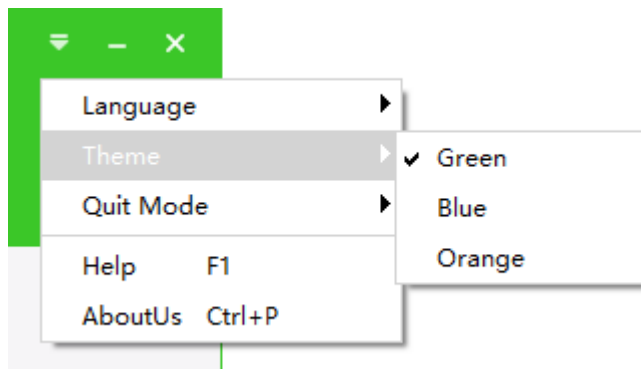 Language
Theme
Quit Mode
Help F1
AboutUs Ctrl+P
Green
Blue
Orange